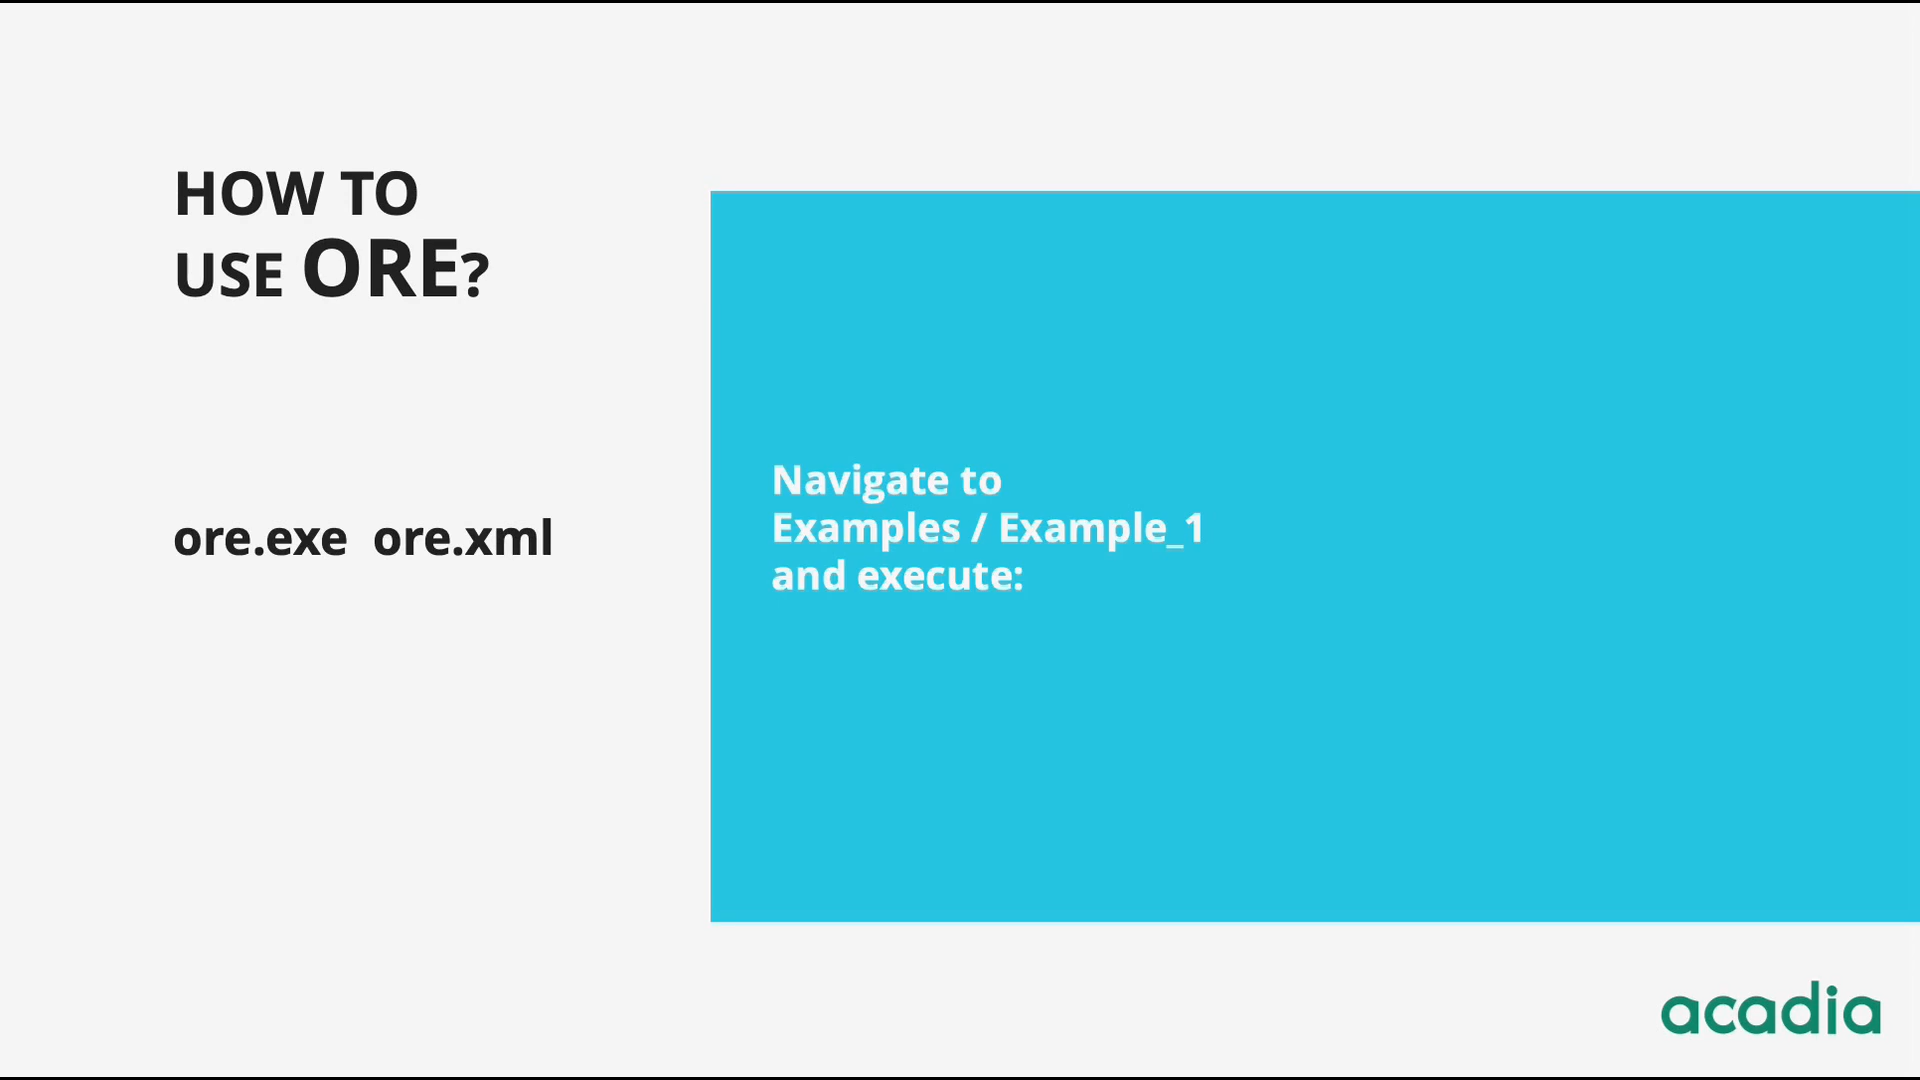 HOW TO
USE ORE?
ore.exe ore.xml
Navigate to
Examples / Example_1
and execute:
acadia